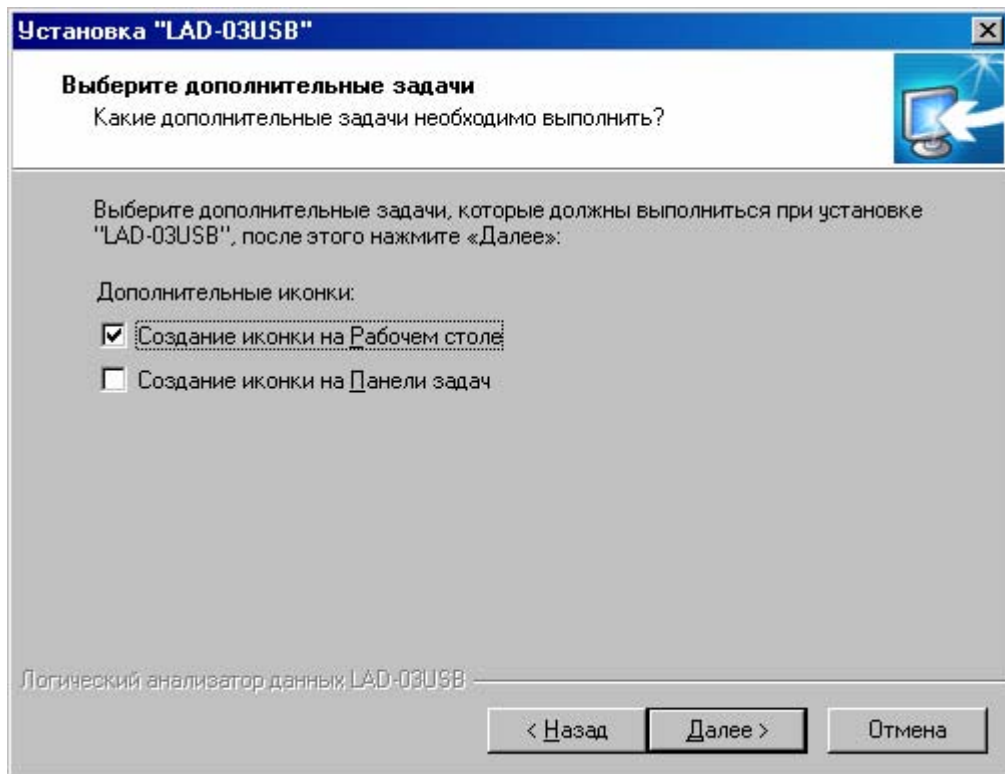 Установка "LAD-03USB"
Выберите дополнительные задачи
Какие дополнительные задачи необходимо выполнить?
Выберите дополнительные задачи, которые должны выполниться при установке
"LAD-03USB", после этого нажмите «Далее»:
Дополнительные иконки:
Создание иконки на Рабочем столе
Создание иконки на Панели задач
Логический анализатор данных LAD-03USB
< Назад
Далее >
Отмена